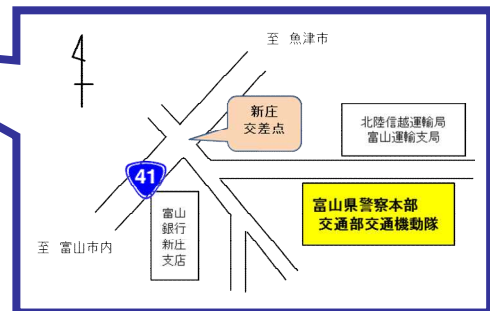 至 魚津市
新庄
交差点
北陸信越運輸局
富山運輸支局
41
富山県警察本部
交通部交通機動隊
富山
銀行
新庄
支店
至 富山市内